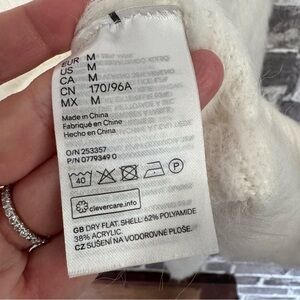 EUR M
US M
CA M
CN 170/96A
MX M
Made in China
Fabriqué en Chine
Hecho en China
O/N 253357
P/N 0779349 0
40 P
clevercare.info
GB DRY FLAT. SHELL: 62% POLYAMIDE
38% ACRYLIC.
CZ SUŠENÍ NA VODOROVNÉ PLOŠE.